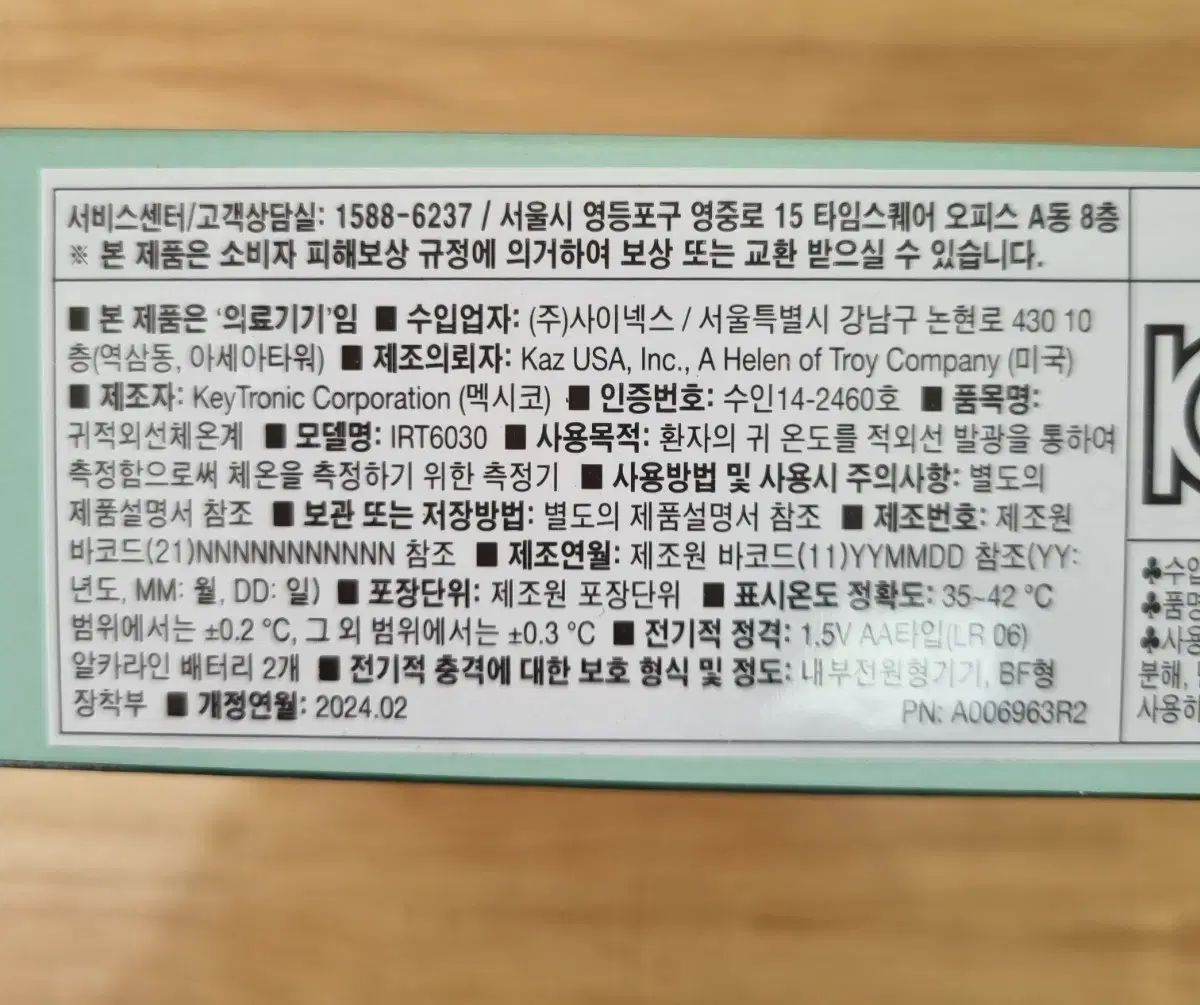 서비스센터/고객상담실: 1588-6237 / 서울시 영등포구 영중로 15 타임스퀘어 오피스 A동 8층
※ 본 제품은 소비자 피해보상 규정에 의거하여 보상 또는 교환 받으실 수 있습니다.
■ 본 제품은 '의료기기'임 ■ 수입업자: (주)사이넥스 / 서울특별시 강남구 논현로 430 10
층(역삼동, 아세아타워) ■ 제조의뢰자: Kaz USA, Inc., A Helen of Troy Company (미국)
■ 제조자: KeyTronic Corporation (멕시코) ■ 인증번호: 수인14-2460호 ■ 품목명:
귀적외선체온계 ■ 모델명: IRT6030 ■ 사용목적: 환자의 귀 온도를 적외선 발광을 통하여
측정함으로써 체온을 측정하기 위한 측정기 ■ 사용방법 및 사용시 주의사항: 별도의
제품설명서 참조 ■ 보관 또는 저장방법: 별도의 제품설명서 참조 ■ 제조번호: 제조원
바코드(21)NNNNNNNNNNNN 참조 ■ 제조연월: 제조원 바코드(11)YYMMDD 참조(YY:
년도, MM: 월, DD: 일) ■ 포장단위: 제조원 포장단위 ■ 표시온도 정확도: 35~42 °C
범위에서는 ±0.2 °C, 그 외 범위에서는 ±0.3 °C ■ 전기적 정격: 1.5V AA타입(LR 06)
알카라인 배터리 2개 ■ 전기적 충격에 대한 보호 형식 및 정도: 내부전원형기기, BF형
장착부 ■ 개정연월: 2024.02
PN: A006963R2
♣수입
♣품명
♣사용
분해,
사용하